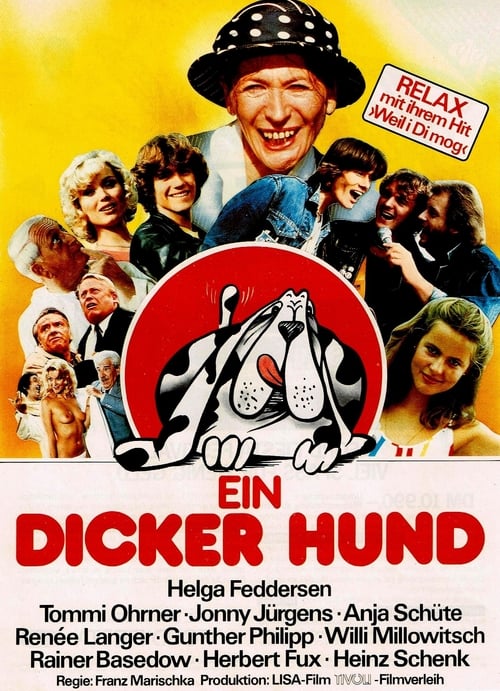 RELAX
mit ihrem Hit
›Weil i Di mog‹
EIN
DICKER HUND
Helga Feddersen
Tommi Ohrner · Jonny Jürgens · Anja Schüte
Renée Langer · Gunther Philipp · Willi Millowitsch
Rainer Basedow · Herbert Fux · Heinz Schenk
Regie: Franz Marischka Produktion: LISA-Film TIVOLI -Filmverleih